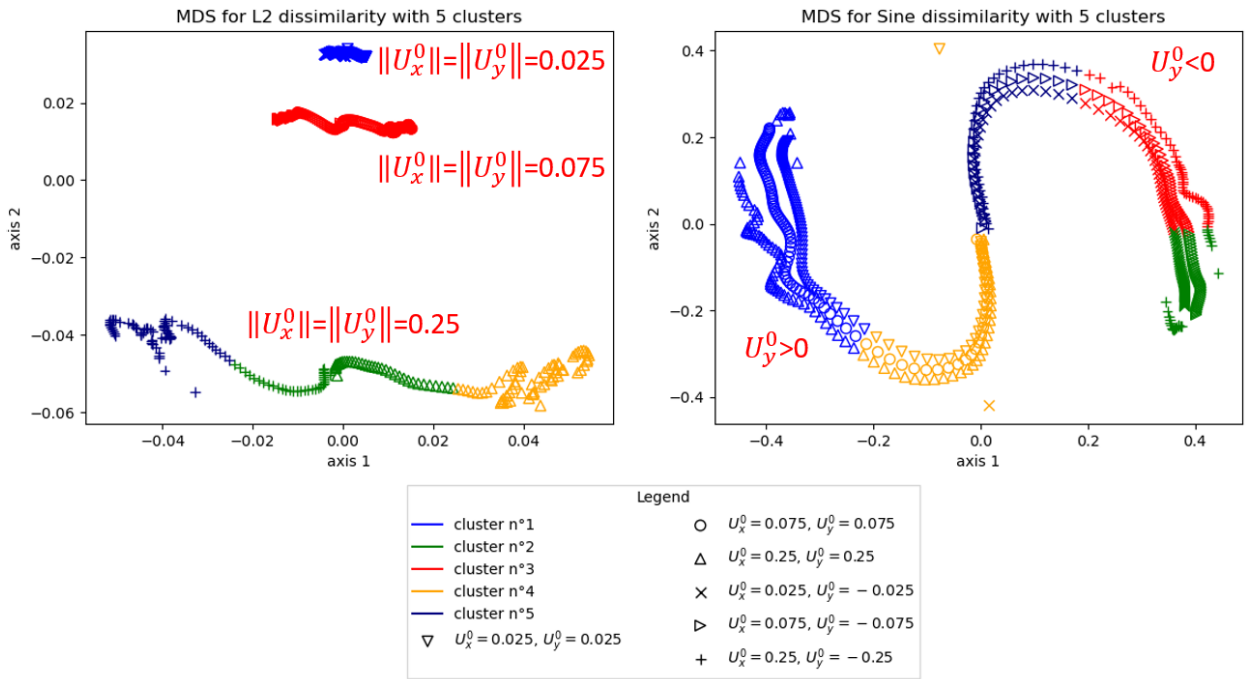 MDS for L2 dissimilarity with 5 clusters
‖U_x^0‖=‖U_y^0‖=0.025
‖U_x^0‖=‖U_y^0‖=0.075
‖U_x^0‖=‖U_y^0‖=0.25
0.02
0.00
−0.02
−0.04
−0.06
axis 2
−0.04
−0.02
0.00
0.02
0.04
axis 1
MDS for Sine dissimilarity with 5 clusters
U_y^0<0
U_y^0>0
0.4
0.2
0.0
−0.2
−0.4
axis 2
−0.4
−0.2
0.0
0.2
0.4
axis 1
Legend
cluster n°1
cluster n°2
cluster n°3
cluster n°4
cluster n°5
U_x^0 = 0.025, U_y^0 = 0.025
U_x^0 = 0.075, U_y^0 = 0.075
U_x^0 = 0.25, U_y^0 = 0.25
U_x^0 = 0.025, U_y^0 = −0.025
U_x^0 = 0.075, U_y^0 = −0.075
U_x^0 = 0.25, U_y^0 = −0.25